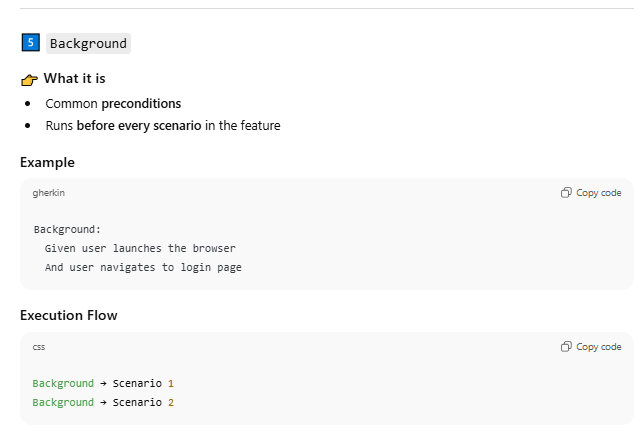 5 Background
What it is
Common preconditions
Runs before every scenario in the feature
Example
gherkin Copy code
Background:
Given user launches the browser
And user navigates to login page
Execution Flow
css Copy code
Background → Scenario 1
Background → Scenario 2